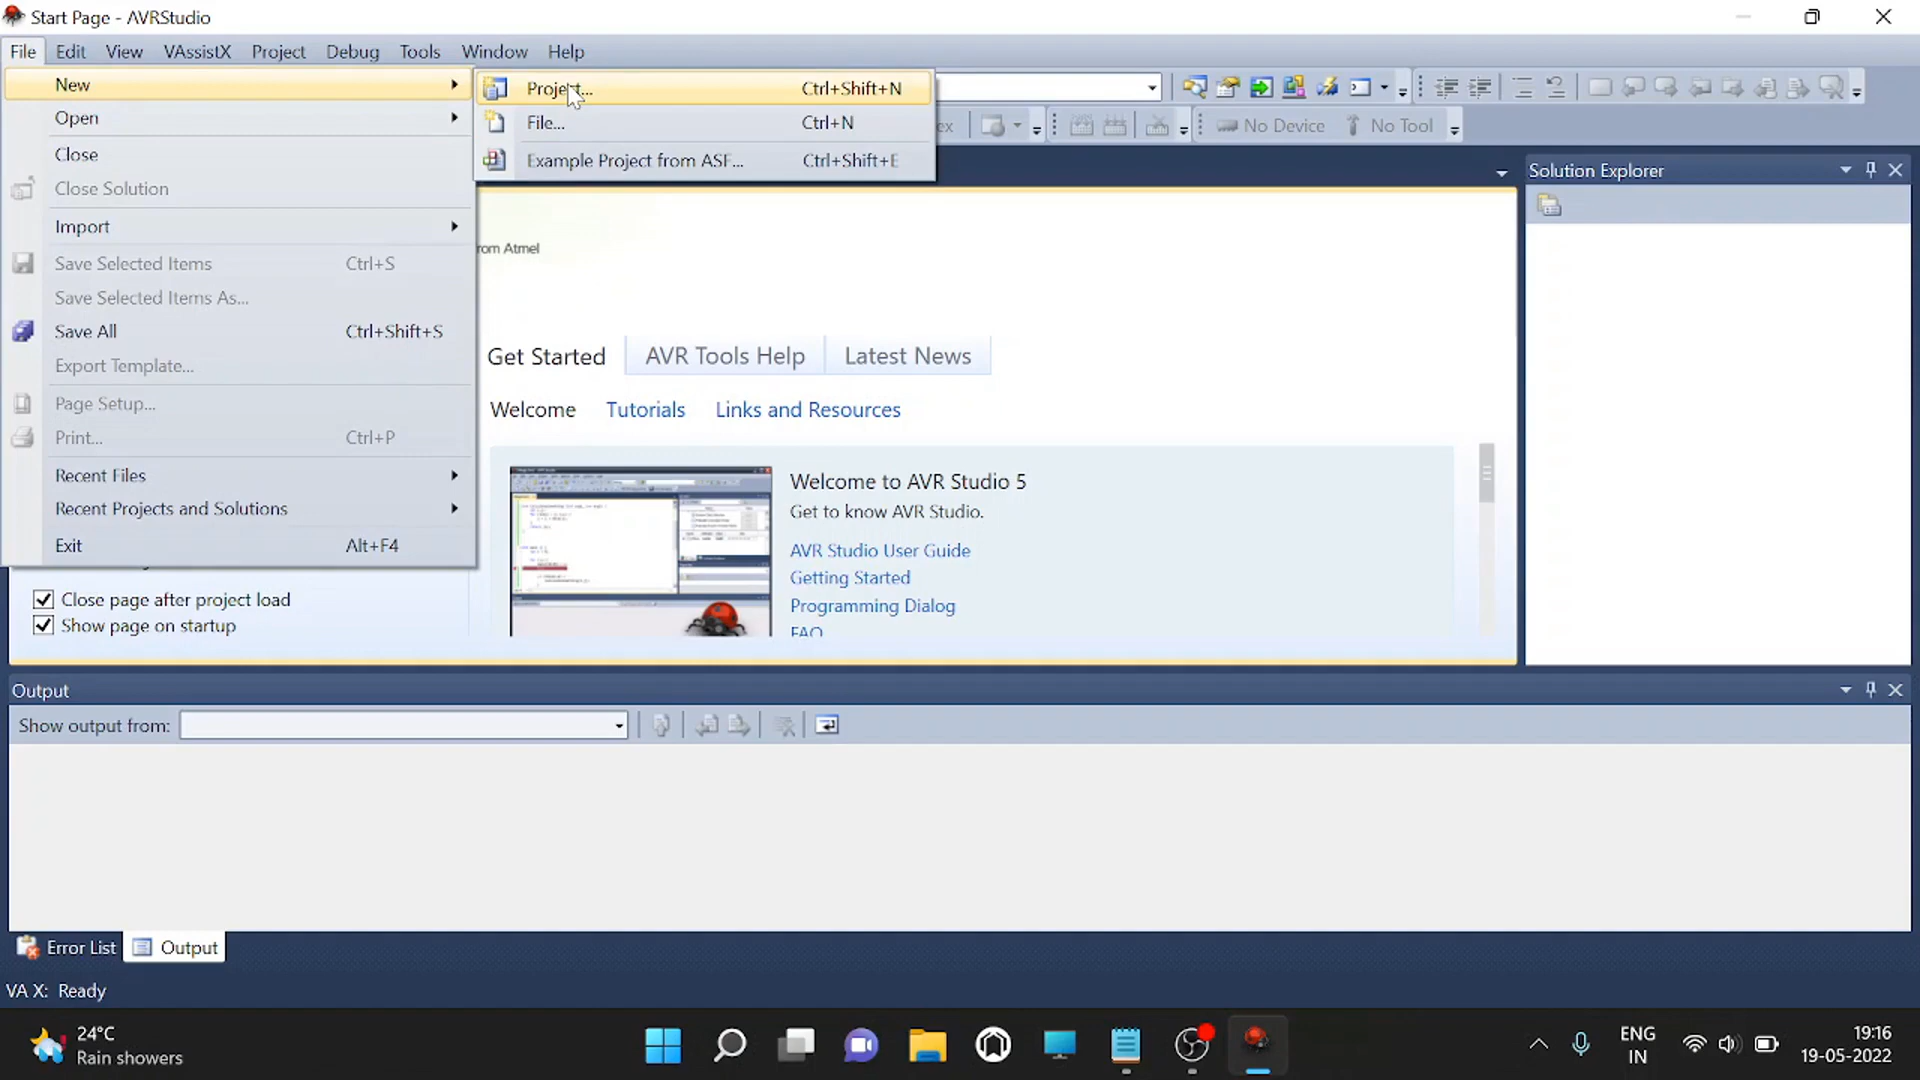 Start Page - AVRStudio
File Edit View VAssistX Project Debug Tools Window Help
New
Open
Close
Close Solution
Import
Save Selected Items Ctrl+S
Save Selected Items As...
Save All Ctrl+Shift+S
Export Template...
Page Setup...
Print... Ctrl+P
Recent Files
Recent Projects and Solutions
Exit Alt+F4
Project... Ctrl+Shift+N
File... Ctrl+N
Example Project from ASF... Ctrl+Shift+E
ex
No Device No Tool
Solution Explorer
rom Atmel
Get Started AVR Tools Help Latest News
Welcome Tutorials Links and Resources
Welcome to AVR Studio 5
Get to know AVR Studio.
AVR Studio User Guide
Getting Started
Programming Dialog
FAQ
Close page after project load
Show page on startup
Output
Show output from:
Error List Output
VA X: Ready
24°C
Rain showers
ENG
IN
19:16
19-05-2022